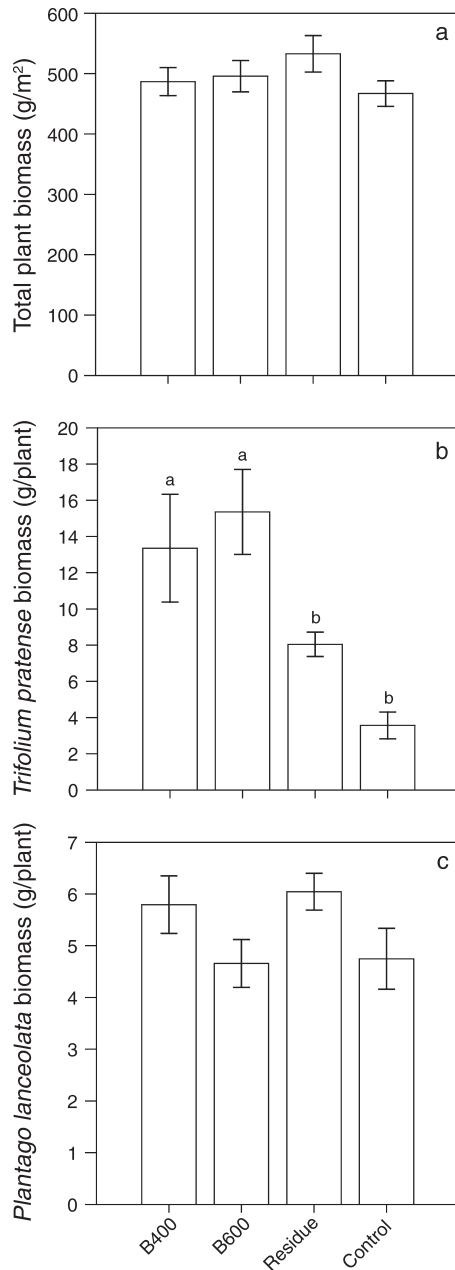 600
500
400
300
200
100
0
Total plant biomass (g/m²)
a
20
18
16
14
12
10
8
6
4
2
0
Trifolium pratense biomass (g/plant)
b
a
a
b
b
7
6
5
4
3
2
1
0
Plantago lanceolata biomass (g/plant)
c
B400
B600
Residue
Control